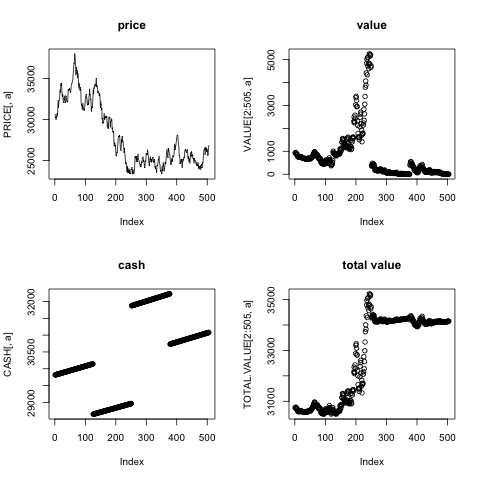 price
PRICE[, a]
25000 30000 35000
0 100 200 300 400 500
Index
value
VALUE[2:505, a]
0 1000 3000 5000
0 100 200 300 400 500
Index
cash
CASH[, a]
29000 30500 32000
0 100 200 300 400 500
Index
total value
TOTAL.VALUE[2:505, a]
31000 33000 35000
0 100 200 300 400 500
Index